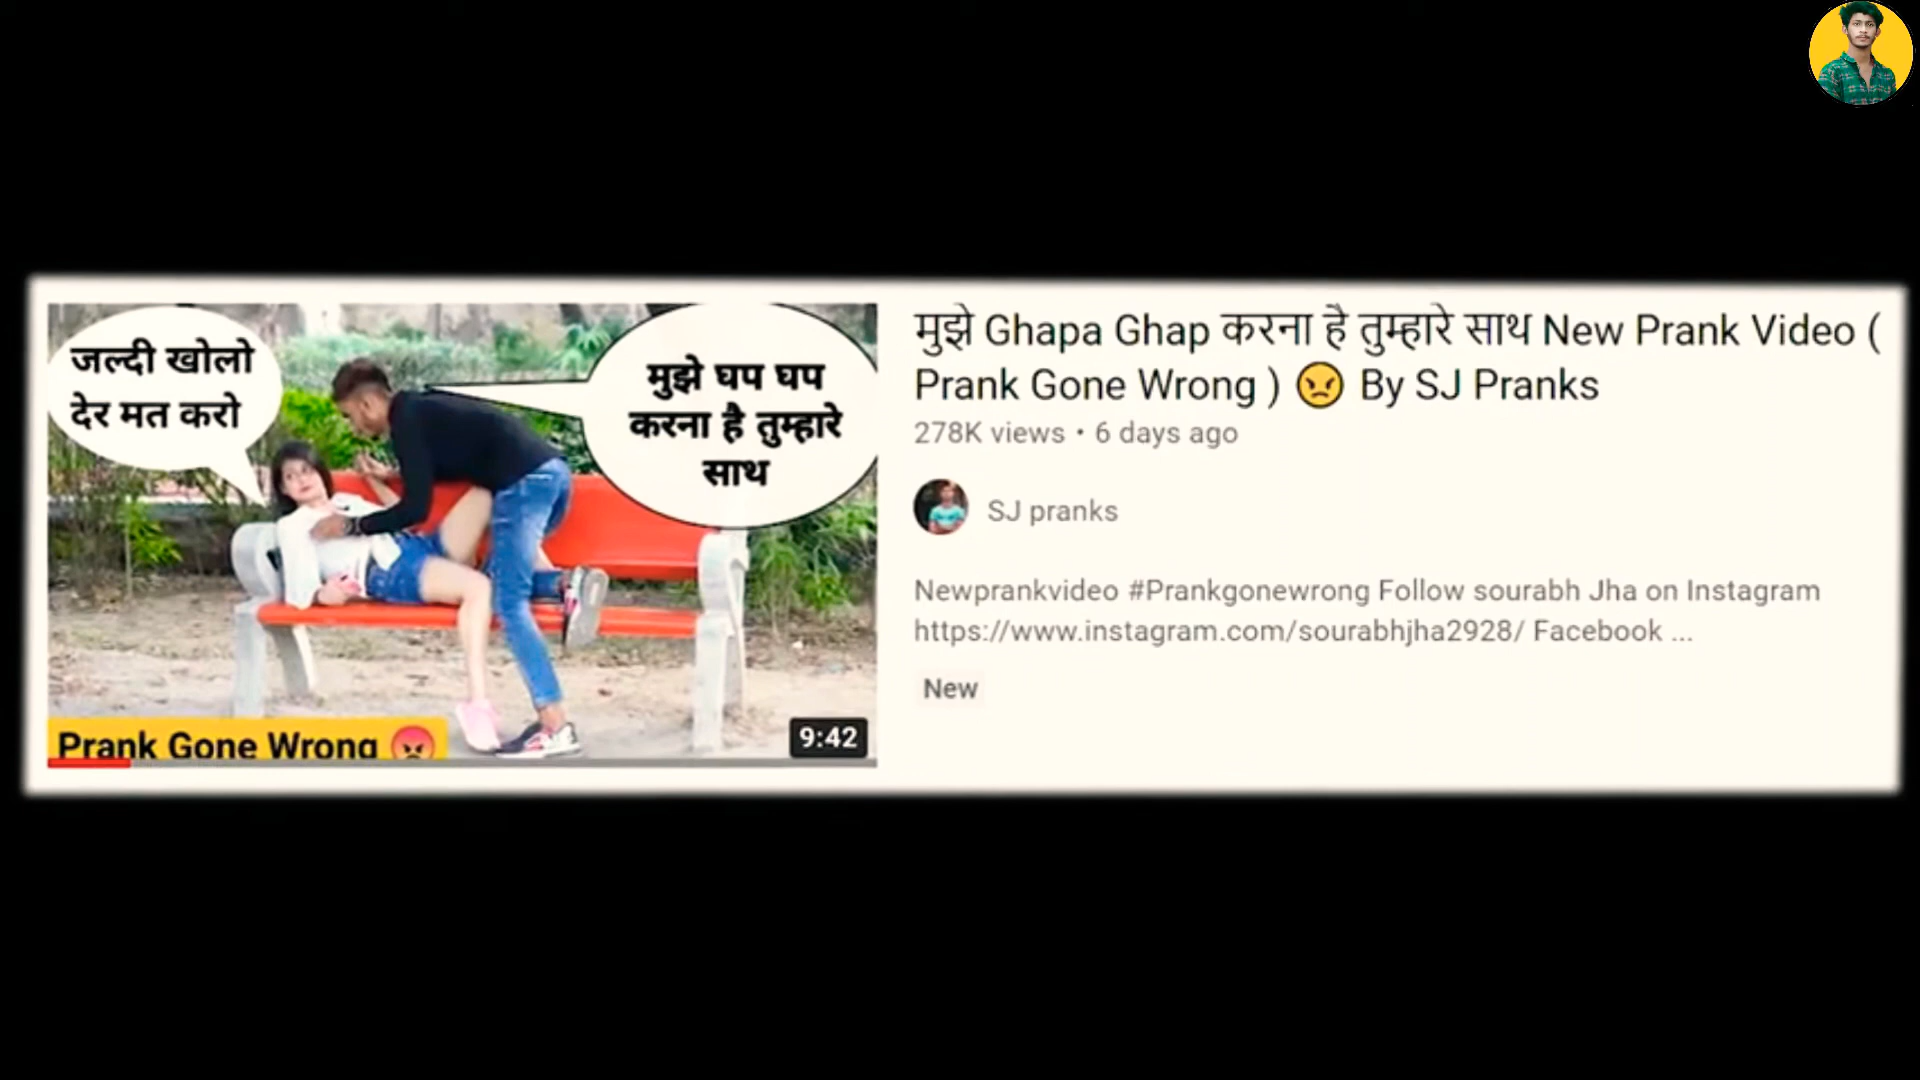 जल्दी खोलो
देर मत करो
मुझे घप घप
करना है तुम्हारे
साथ
Prank Gone Wrong 😡
9:42
मुझे Ghapa Ghap करना है तुम्हारे साथ New Prank Video (
Prank Gone Wrong ) 😠 By SJ Pranks
278K views • 6 days ago
SJ pranks
Newprankvideo #Prankgonewrong Follow sourabh Jha on Instagram
https://www.instagram.com/sourabhjha2928/ Facebook ...
New